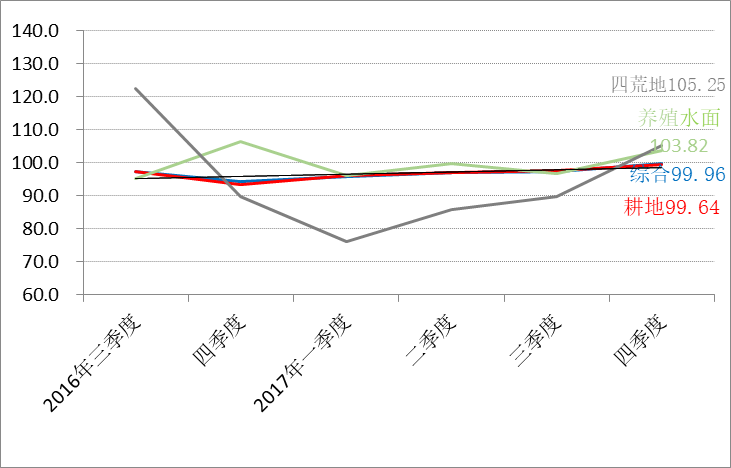 140.0
130.0
120.0
110.0
100.0
90.0
80.0
70.0
60.0
四荒地105.25
养殖水面
103.82
综合99.96
耕地99.64
2016年三季度
四季度
2017年一季度
二季度
三季度
四季度